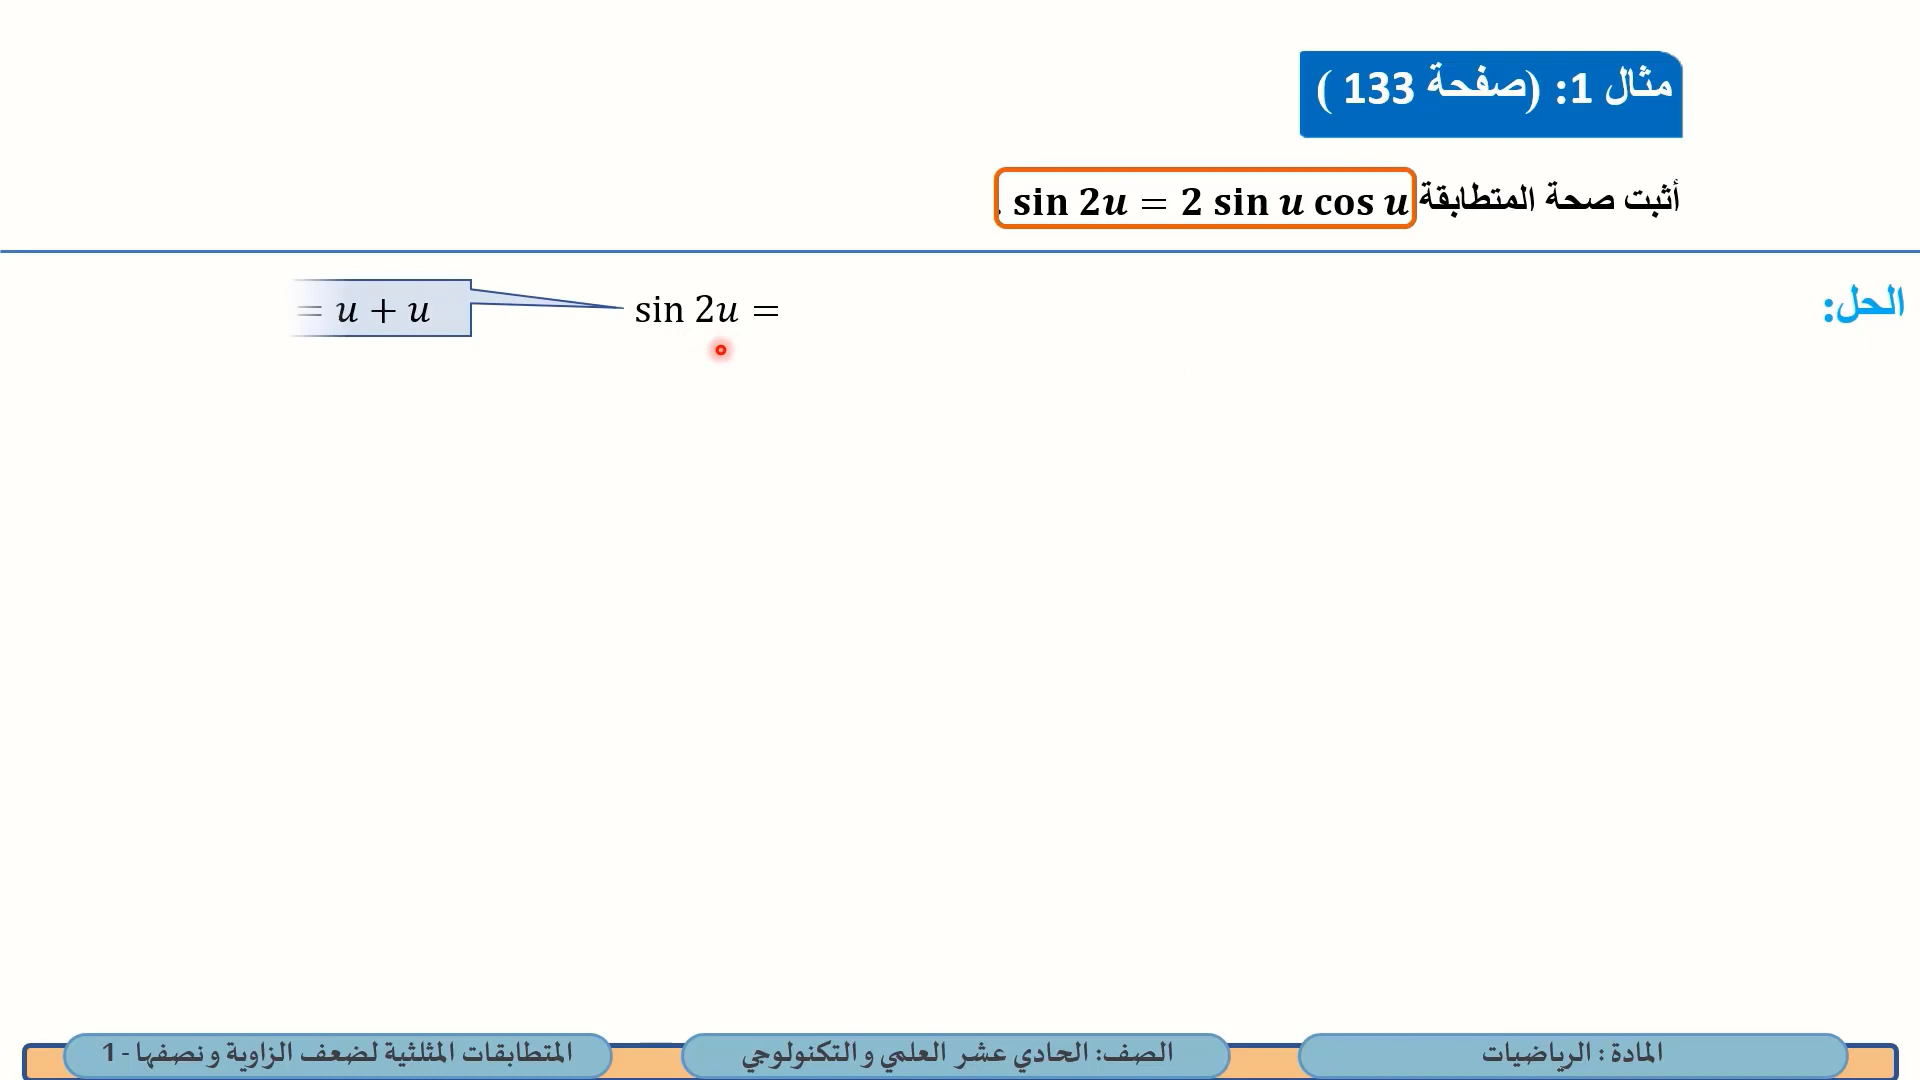 مثال 1: (صفحة 133 )
أثبت صحة المتطابقة sin 2u = 2 sin u cos u .
الحل:
sin 2u =
= u + u
المادة : الرياضيات
الصف: الحادي عشر العلمي و التكنولوجي
المتطابقات المثلثية لضعف الزاوية و نصفها - 1